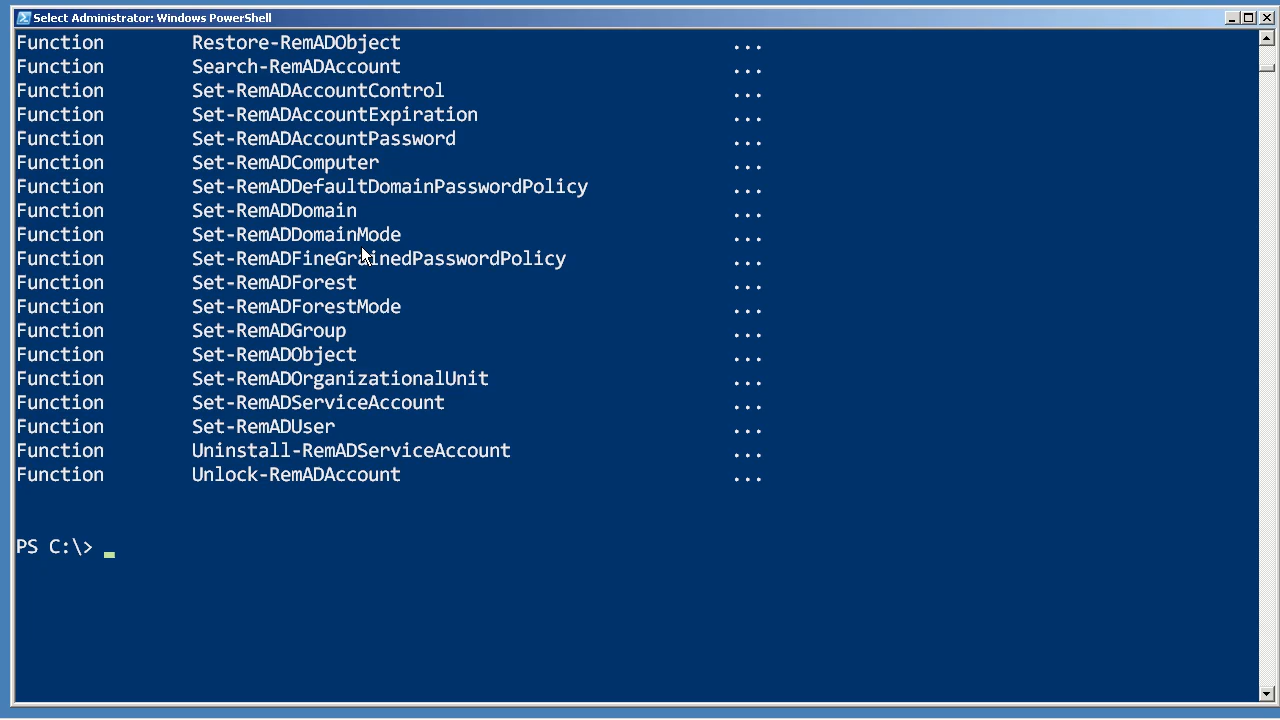 Select Administrator: Windows PowerShell
Function Restore-RemADObject ...
Function Search-RemADAccount ...
Function Set-RemADAccountControl ...
Function Set-RemADAccountExpiration ...
Function Set-RemADAccountPassword ...
Function Set-RemADComputer ...
Function Set-RemADDefaultDomainPasswordPolicy ...
Function Set-RemADDomain ...
Function Set-RemADDomainMode ...
Function Set-RemADFineGrainedPasswordPolicy ...
Function Set-RemADForest ...
Function Set-RemADForestMode ...
Function Set-RemADGroup ...
Function Set-RemADObject ...
Function Set-RemADOrganizationalUnit ...
Function Set-RemADServiceAccount ...
Function Set-RemADUser ...
Function Uninstall-RemADServiceAccount ...
Function Unlock-RemADAccount ...
PS C:\> _